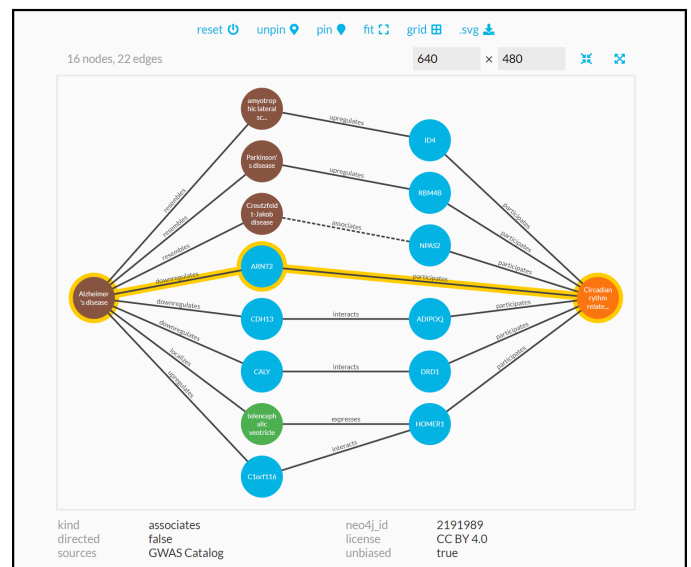 reset unpin pin fit grid .svg
16 nodes, 22 edges 640 × 480
amyotrop
hic lateral
sc...
upregulates
ID4
Parkinson'
s disease
upregulates
RBM4B
Creutzfeld
t-Jakob
disease
associates
NPAS2
resembles
resembles
resembles
participates
participates
participates
ARNT2
downregulates
participates
Alzheimer
's disease
Circadian
rythm
relate...
downregulates
CDH13
interacts
ADIPOQ
participates
downregulates
CALY
interacts
DRD1
participates
localizes
telenceph
alic
ventricle
expresses
HOMER1
participates
upregulates
C1orf116
interacts
kind associates neo4j_id 2191989
directed false license CC BY 4.0
sources GWAS Catalog unbiased true